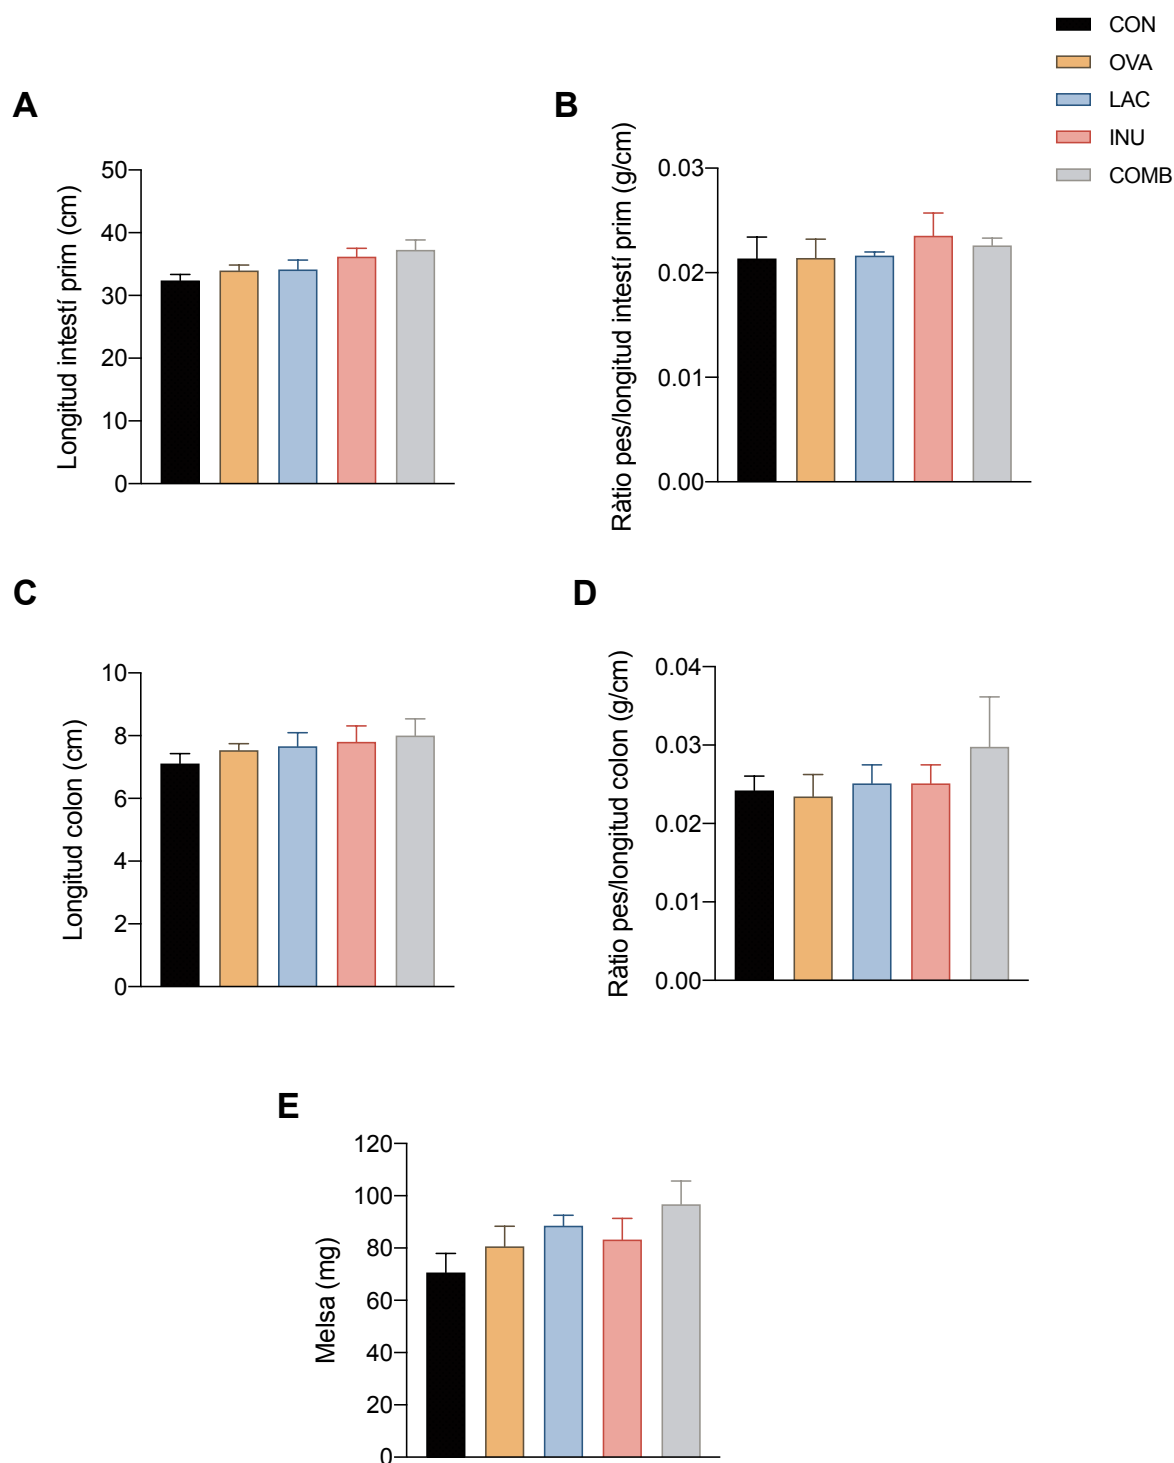 CON
OVA
LAC
INU
COMB
A
Longitud intestí prim (cm)
50
40
30
20
10
0
B
Ràtio pes/longitud intestí prim (g/cm)
0.03
0.02
0.01
0.00
C
Longitud colon (cm)
10
8
6
4
2
0
D
Ràtio pes/longitud colon (g/cm)
0.04
0.03
0.02
0.01
0.00
E
Melsa (mg)
120
100
80
60
40
20
0